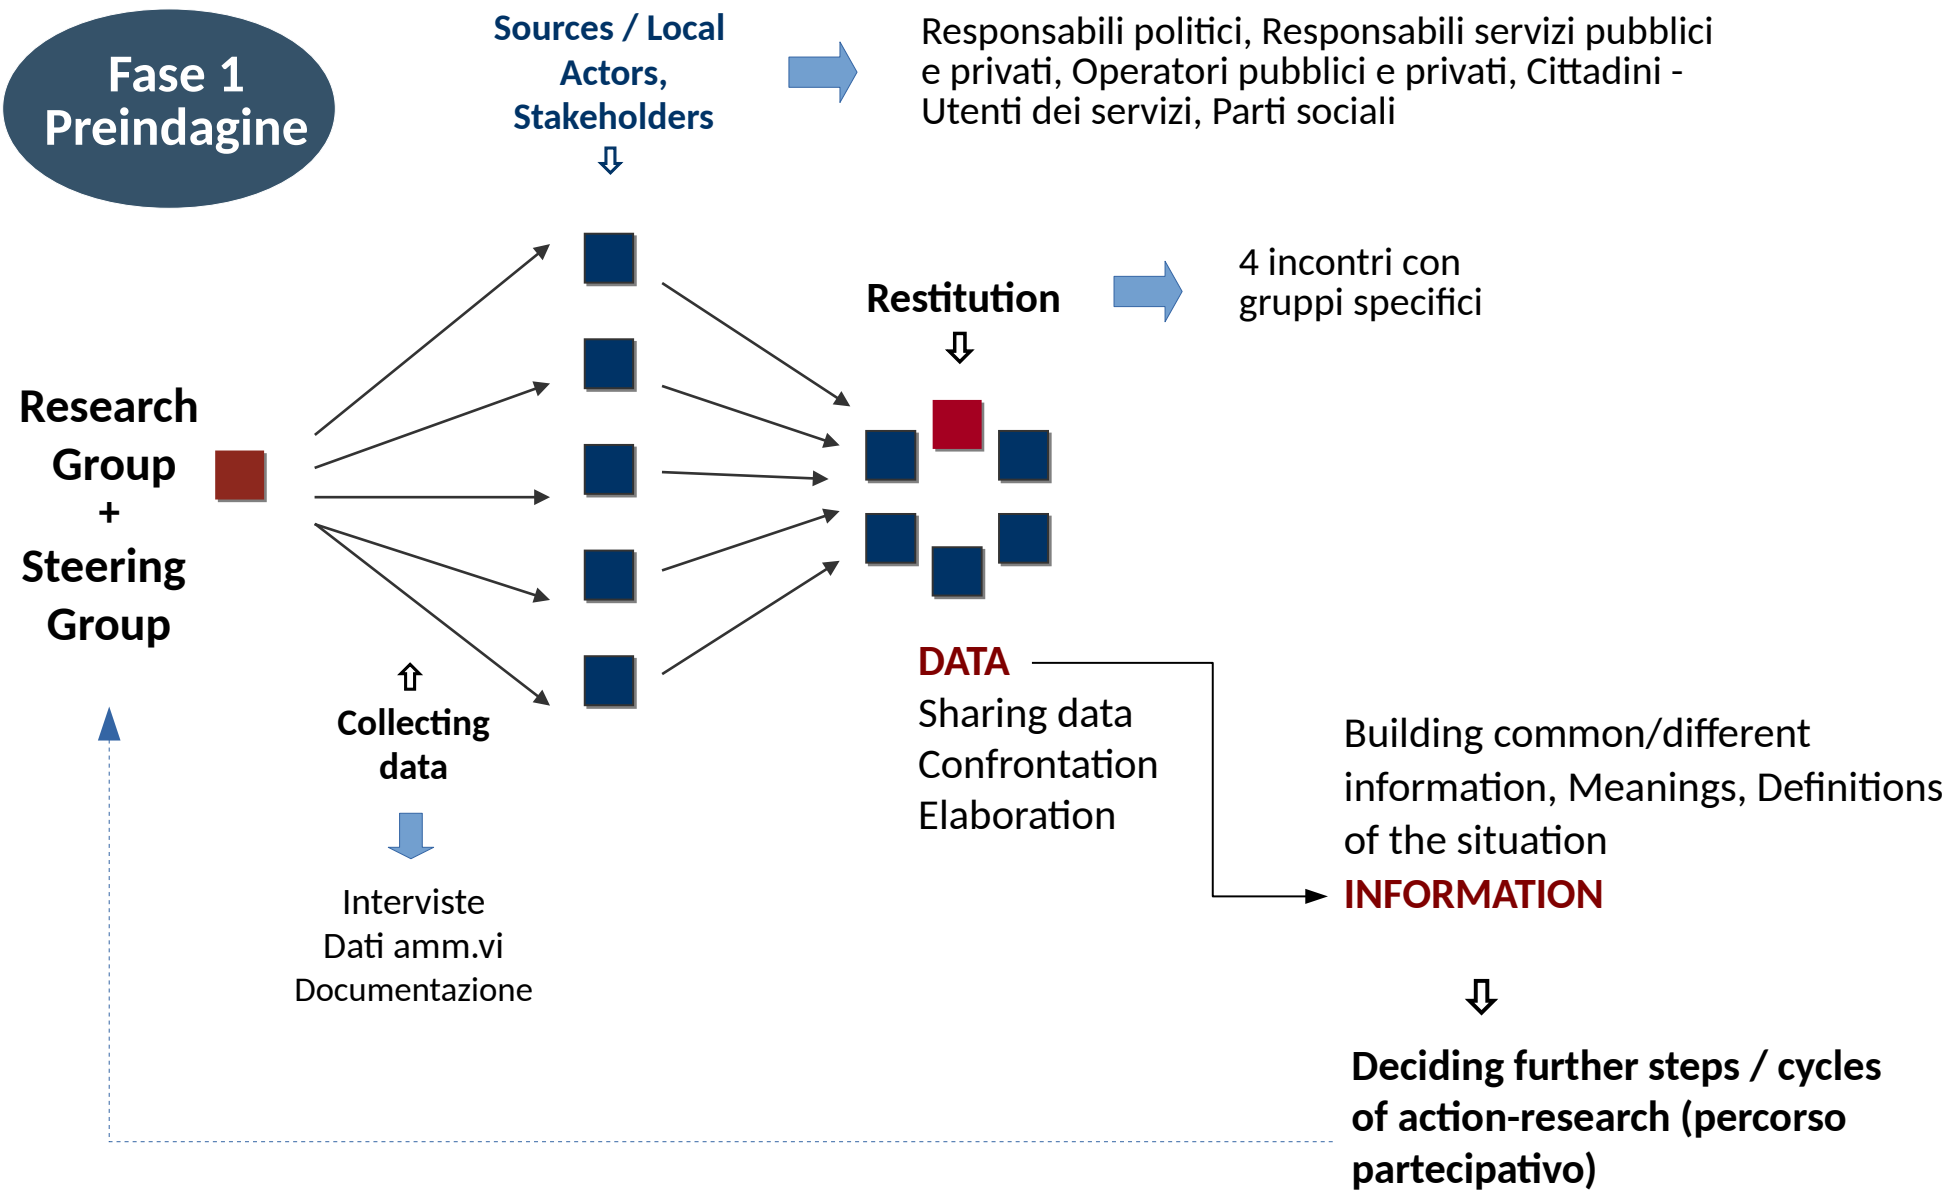 Fase 1
Preindagine
Sources / Local
Actors,
Stakeholders
Responsabili politici, Responsabili servizi pubblici
e privati, Operatori pubblici e privati, Cittadini -
Utenti dei servizi, Parti sociali
Restitution
4 incontri con
gruppi specifici
Research
Group
+
Steering
Group
Collecting
data
Interviste
Dati amm.vi
Documentazione
DATA
Sharing data
Confrontation
Elaboration
Building common/different
information, Meanings, Definitions
of the situation
INFORMATION
Deciding further steps / cycles
of action-research (percorso
partecipativo)